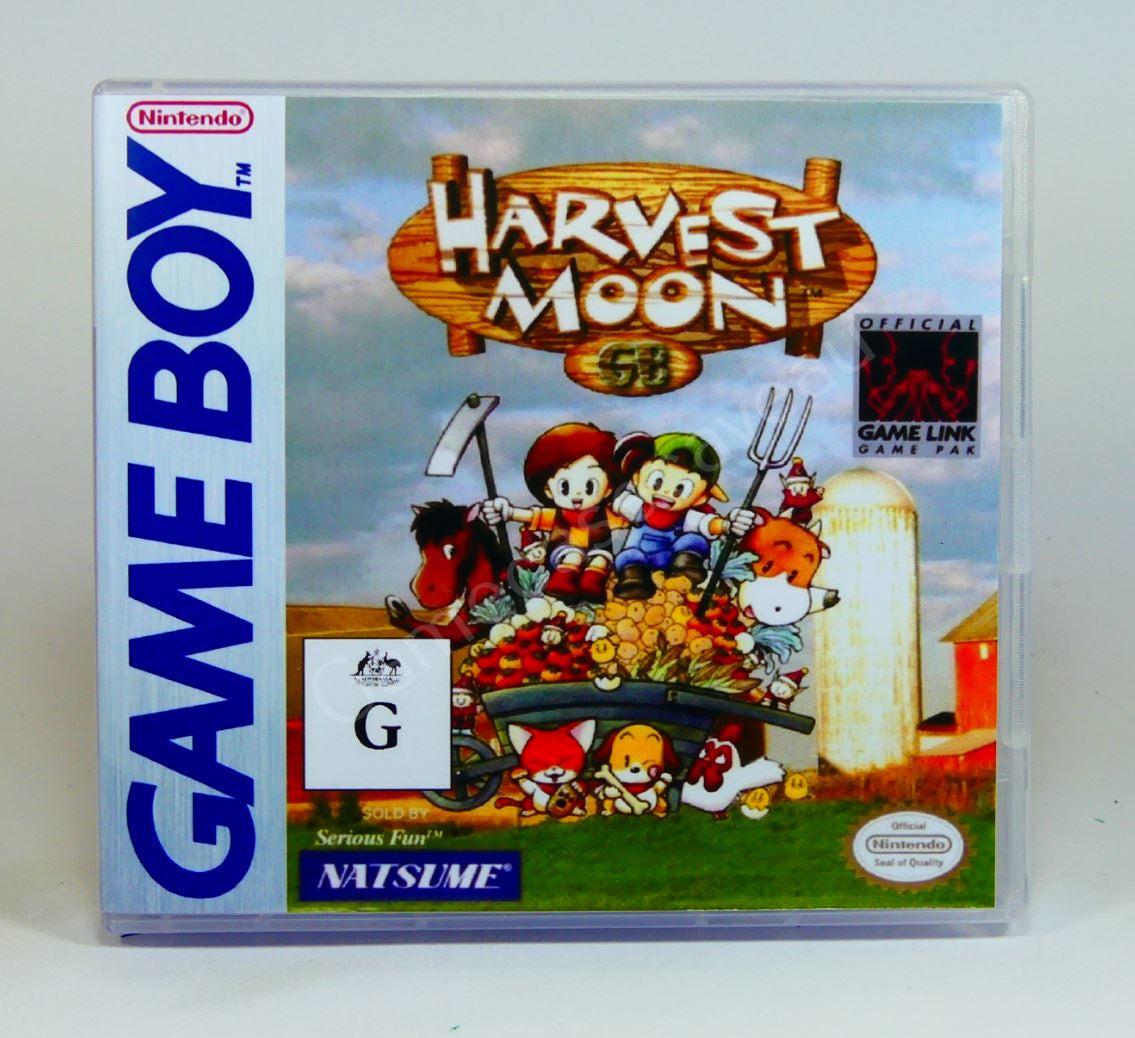 Nintendo®
GAME BOY™
HARVEST
MOON™
GB
OFFICIAL
GAME LINK
GAME PAK
AUSTRALIA
G
SOLD BY
Serious Fun™
NATSUME®
Official
Nintendo
Seal of Quality